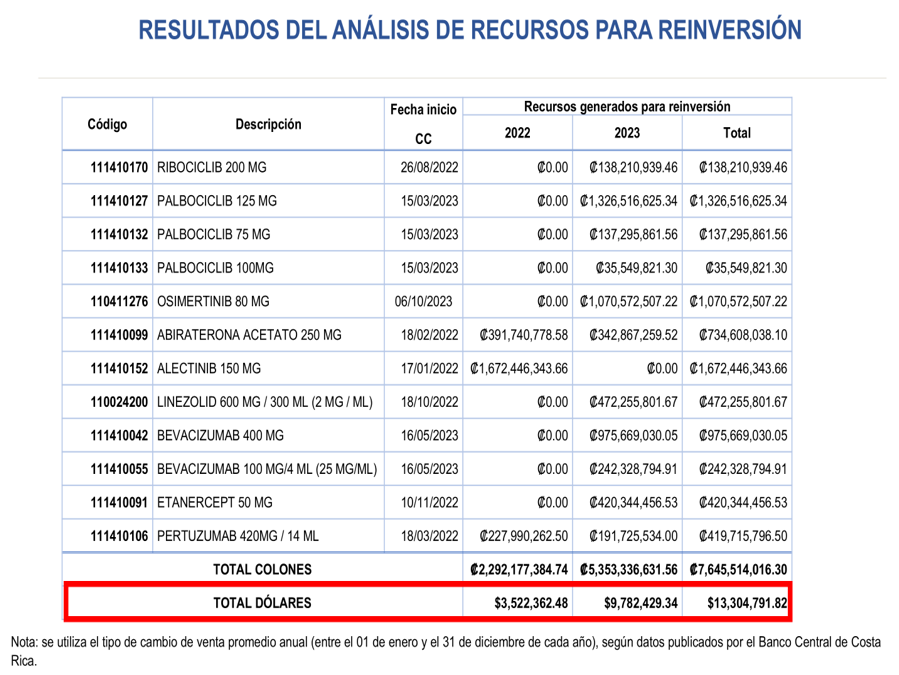 RESULTADOS DEL ANÁLISIS DE RECURSOS PARA REINVERSIÓN
Código Descripción Fecha inicio CC Recursos generados para reinversión
2022 2023 Total
111410170 RIBOCICLIB 200 MG 26/08/2022 ₡0.00 ₡138,210,939.46 ₡138,210,939.46
111410127 PALBOCICLIB 125 MG 15/03/2023 ₡0.00 ₡1,326,516,625.34 ₡1,326,516,625.34
111410132 PALBOCICLIB 75 MG 15/03/2023 ₡0.00 ₡137,295,861.56 ₡137,295,861.56
111410133 PALBOCICLIB 100MG 15/03/2023 ₡0.00 ₡35,549,821.30 ₡35,549,821.30
110411276 OSIMERTINIB 80 MG 06/10/2023 ₡0.00 ₡1,070,572,507.22 ₡1,070,572,507.22
111410099 ABIRATERONA ACETATO 250 MG 18/02/2022 ₡391,740,778.58 ₡342,867,259.52 ₡734,608,038.10
111410152 ALECTINIB 150 MG 17/01/2022 ₡1,672,446,343.66 ₡0.00 ₡1,672,446,343.66
110024200 LINEZOLID 600 MG / 300 ML (2 MG / ML) 18/10/2022 ₡0.00 ₡472,255,801.67 ₡472,255,801.67
111410042 BEVACIZUMAB 400 MG 16/05/2023 ₡0.00 ₡975,669,030.05 ₡975,669,030.05
111410055 BEVACIZUMAB 100 MG/4 ML (25 MG/ML) 16/05/2023 ₡0.00 ₡242,328,794.91 ₡242,328,794.91
111410091 ETANERCEPT 50 MG 10/11/2022 ₡0.00 ₡420,344,456.53 ₡420,344,456.53
111410106 PERTUZUMAB 420MG / 14 ML 18/03/2022 ₡227,990,262.50 ₡191,725,534.00 ₡419,715,796.50
TOTAL COLONES ₡2,292,177,384.74 ₡5,353,336,631.56 ₡7,645,514,016.30
TOTAL DÓLARES $3,522,362.48 $9,782,429.34 $13,304,791.82
Nota: se utiliza el tipo de cambio de venta promedio anual (entre el 01 de enero y el 31 de diciembre de cada año), según datos publicados por el Banco Central de Costa
Rica.